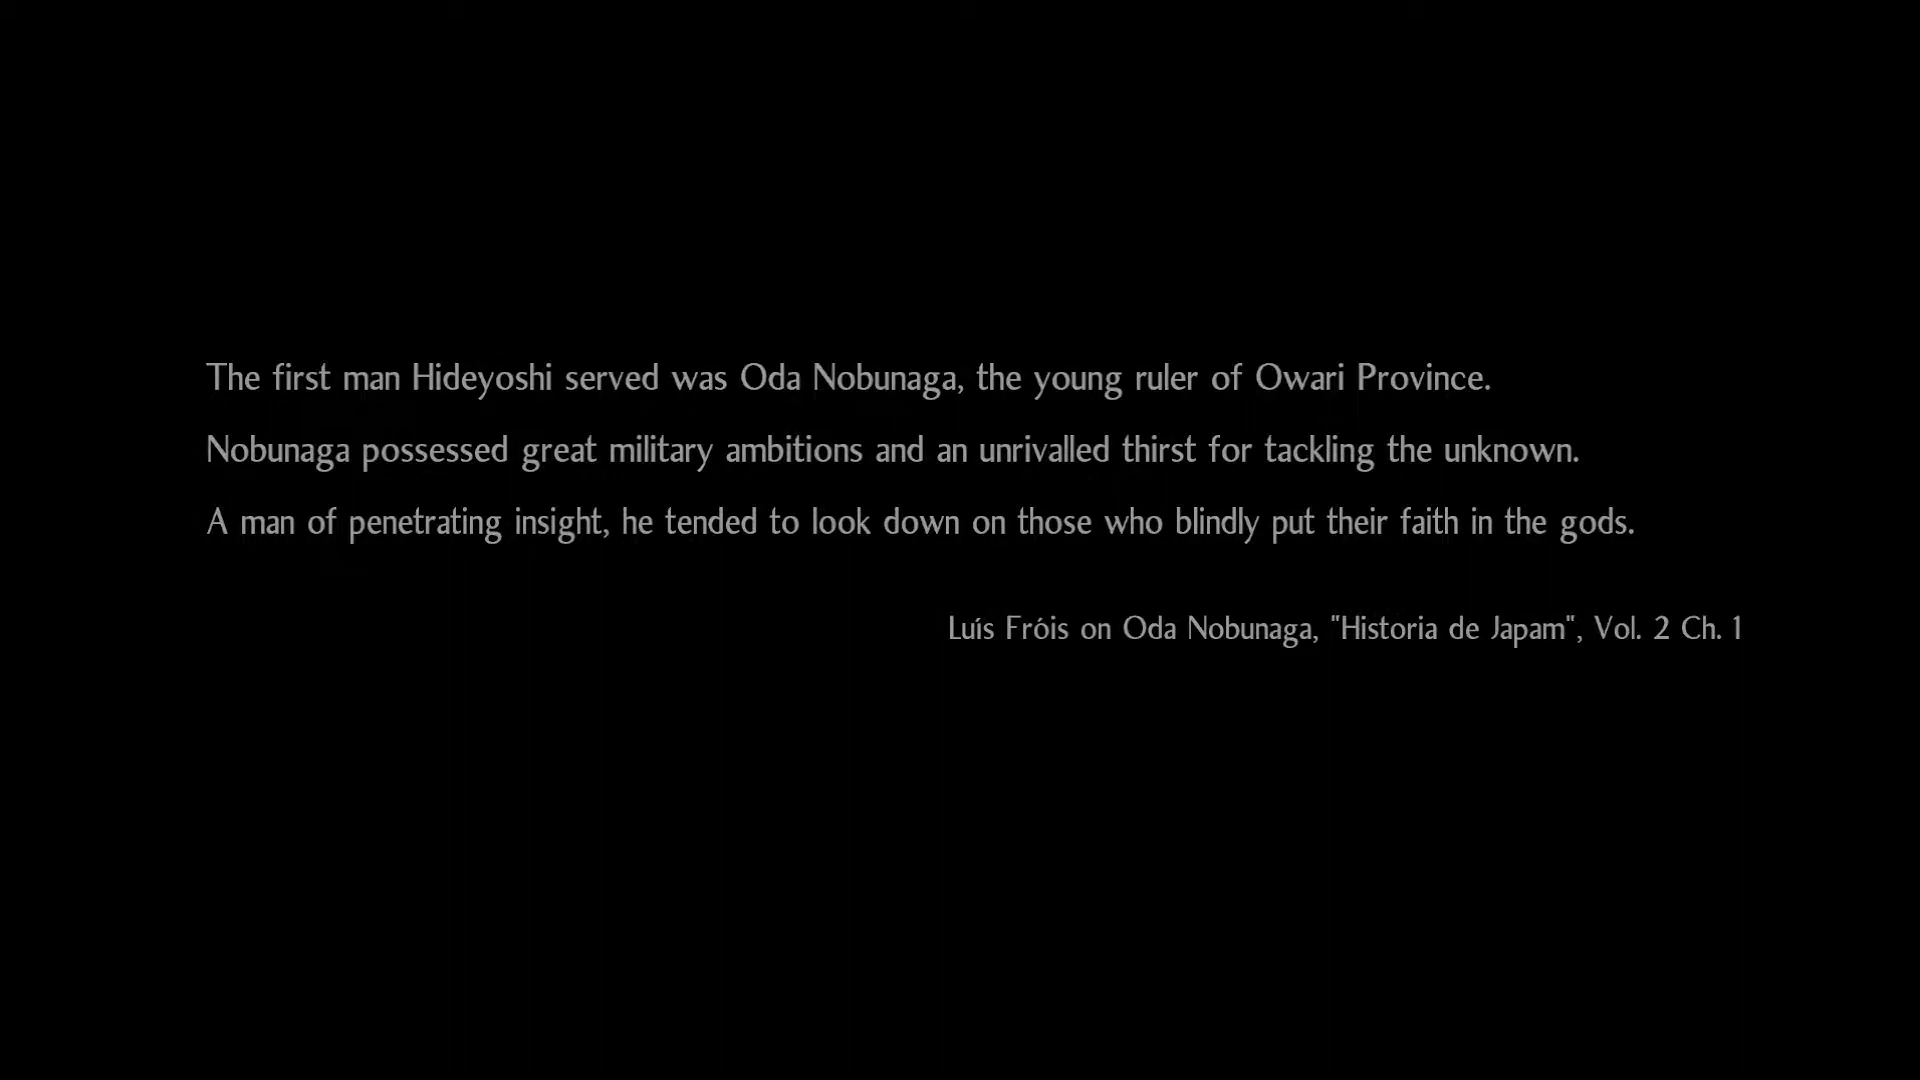 The first man Hideyoshi served was Oda Nobunaga, the young ruler of Owari Province.
Nobunaga possessed great military ambitions and an unrivalled thirst for tackling the unknown.
A man of penetrating insight, he tended to look down on those who blindly put their faith in the gods.
Luís Fróis on Oda Nobunaga, "Historia de Japam", Vol. 2 Ch. 1